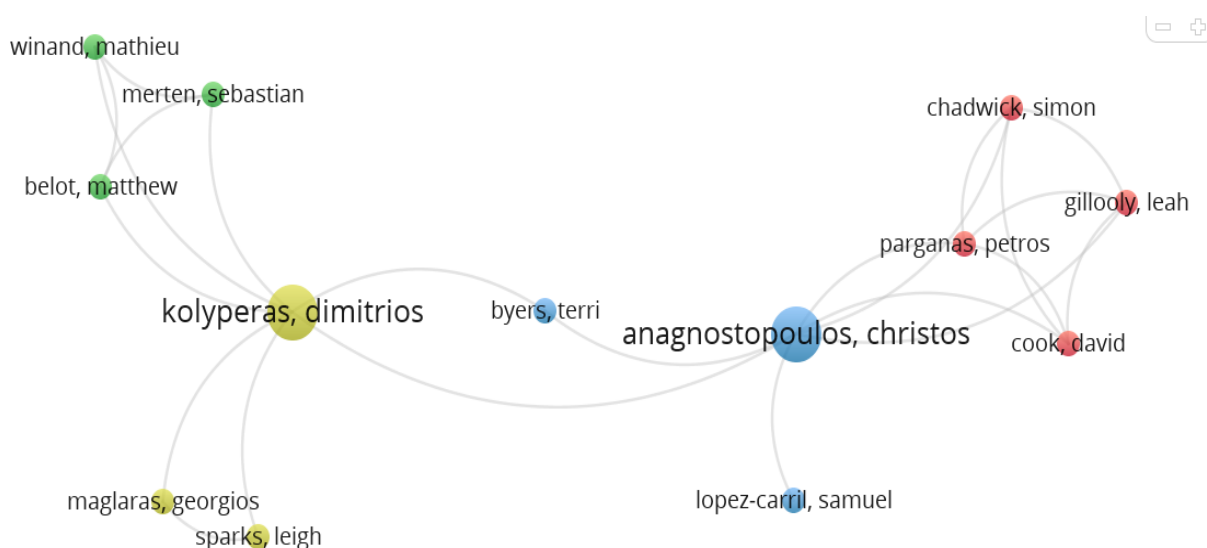 winand, mathieu
merten, sebastian
chadwick, simon
belot, matthew
gillooly, leah
parganas, petros
kolyperas, dimitrios
byers, terri
anagnostopoulos, christos
cook, david
maglaras, georgios
lopez-carril, samuel
sparks, leigh